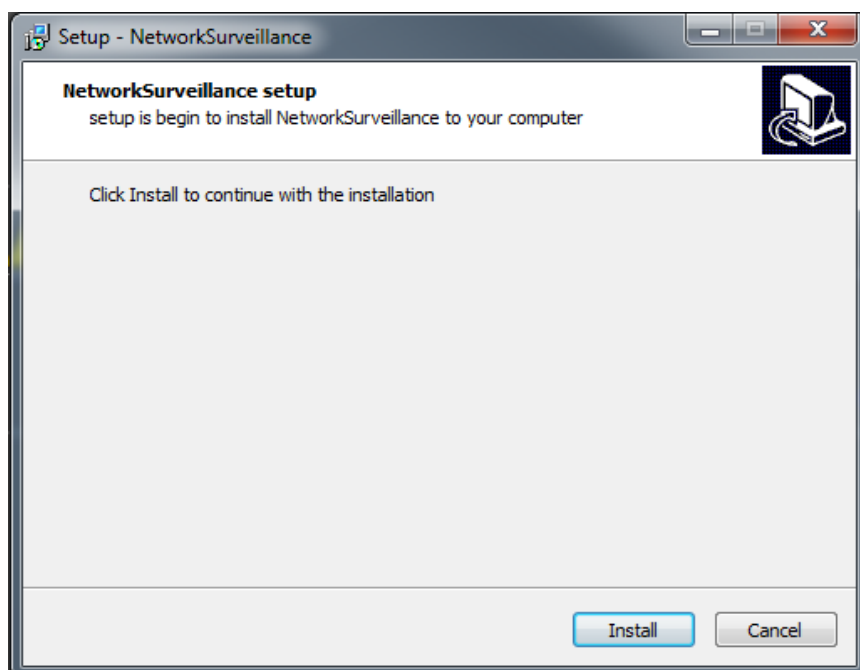 Setup - NetworkSurveillance
NetworkSurveillance setup
setup is begin to install NetworkSurveillance to your computer
Click Install to continue with the installation
Install
Cancel